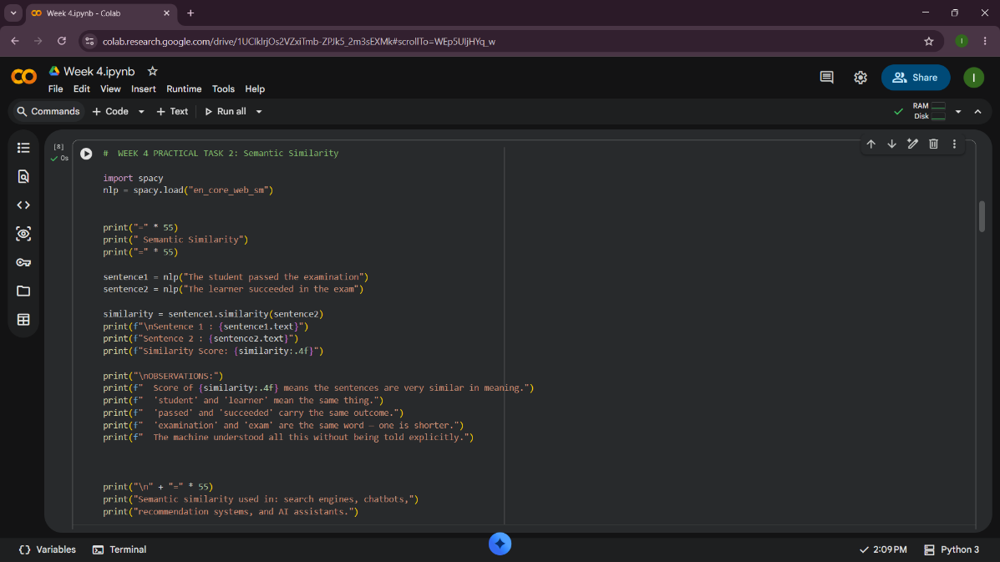 Week 4.ipynb - Colab
colab.research.google.com/drive/1UClklrjOs2VZxiTmb-ZPJk5_2m3sEXMk#scrollTo=WEp5UIjHYq_w
Week 4.ipynb
File Edit View Insert Runtime Tools Help
Share
I
Commands + Code + Text Run all
RAM
Disk
[8]
0s
#  WEEK 4 PRACTICAL TASK 2: Semantic Similarity
import spacy
nlp = spacy.load("en_core_web_sm")
print("=" * 55)
print(" Semantic Similarity")
print("=" * 55)
sentence1 = nlp("The student passed the examination")
sentence2 = nlp("The learner succeeded in the exam")
similarity = sentence1.similarity(sentence2)
print(f"\nSentence 1 : {sentence1.text}")
print(f"Sentence 2 : {sentence2.text}")
print(f"Similarity Score: {similarity:.4f}")
print("\nOBSERVATIONS:")
print(f"  Score of {similarity:.4f} means the sentences are very similar in meaning.")
print(f"  'student' and 'learner' mean the same thing.")
print(f"  'passed' and 'succeeded' carry the same outcome.")
print(f"  'examination' and 'exam' are the same word — one is shorter.")
print(f"  The machine understood all this without being told explicitly.")
print("\n" + "=" * 55)
print("Semantic similarity used in: search engines, chatbots,")
print("recommendation systems, and AI assistants.")
Variables Terminal 2:09 PM Python 3